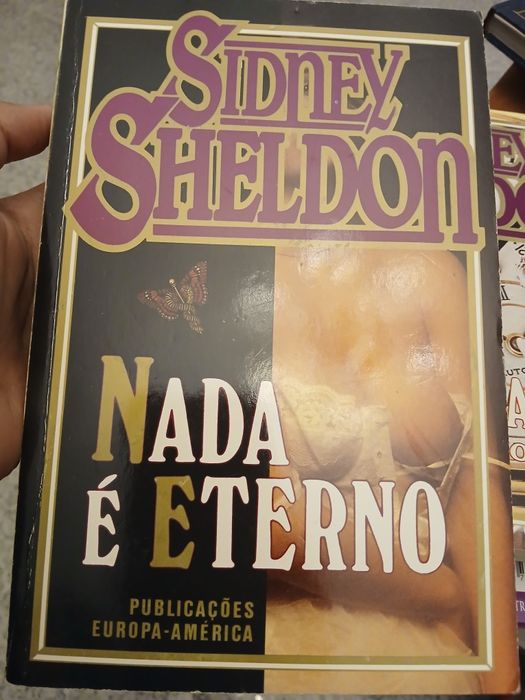 SIDNEY
SHELDON
NADA
É ETERNO
PUBLICAÇÕES
EUROPA-AMÉRICA